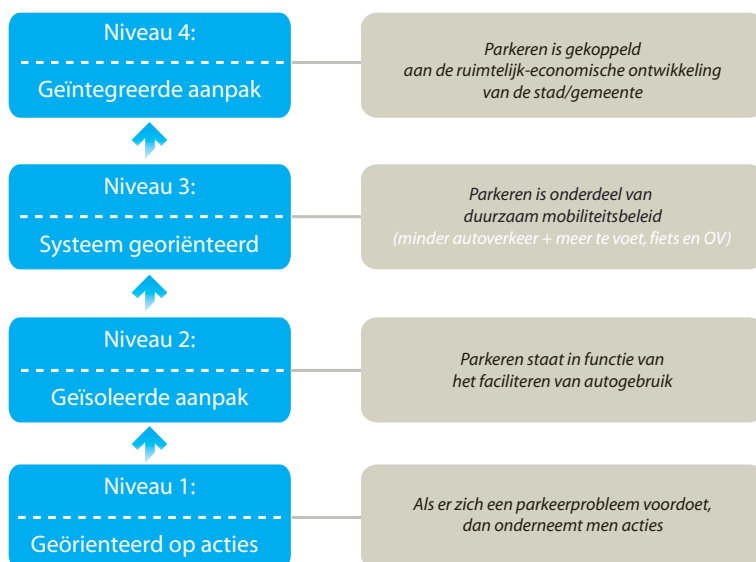 Niveau 4:
Geïntegreerde aanpak
Parkeren is gekoppeld
aan de ruimtelijk-economische ontwikkeling
van de stad/gemeente
Niveau 3:
Systeem georiënteerd
Parkeren is onderdeel van
duurzaam mobiliteitsbeleid
(minder autoverkeer + meer te voet, fiets en OV)
Niveau 2:
Geïsoleerde aanpak
Parkeren staat in functie van
het faciliteren van autogebruik
Niveau 1:
Geörienteerd op acties
Als er zich een parkeerprobleem voordoet,
dan onderneemt men acties